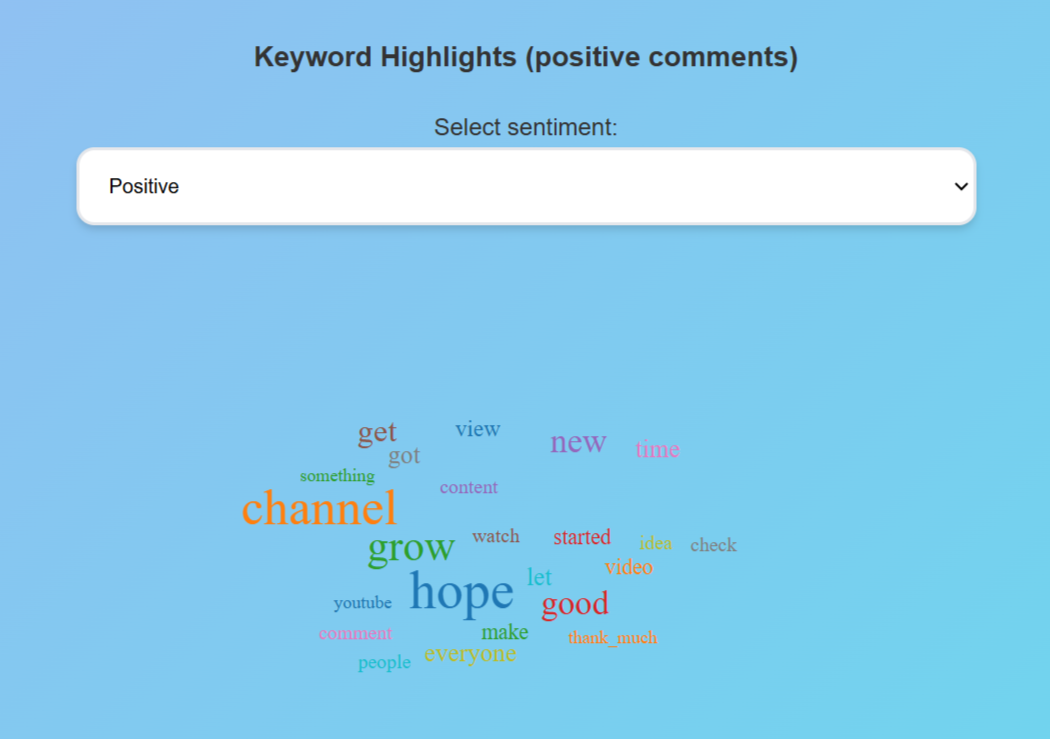 Keyword Highlights (positive comments)
Select sentiment:
Positive
get view new time
got
something content
channel
grow watch started idea check
video
let
hope good
youtube
comment make thank_much
everyone
people